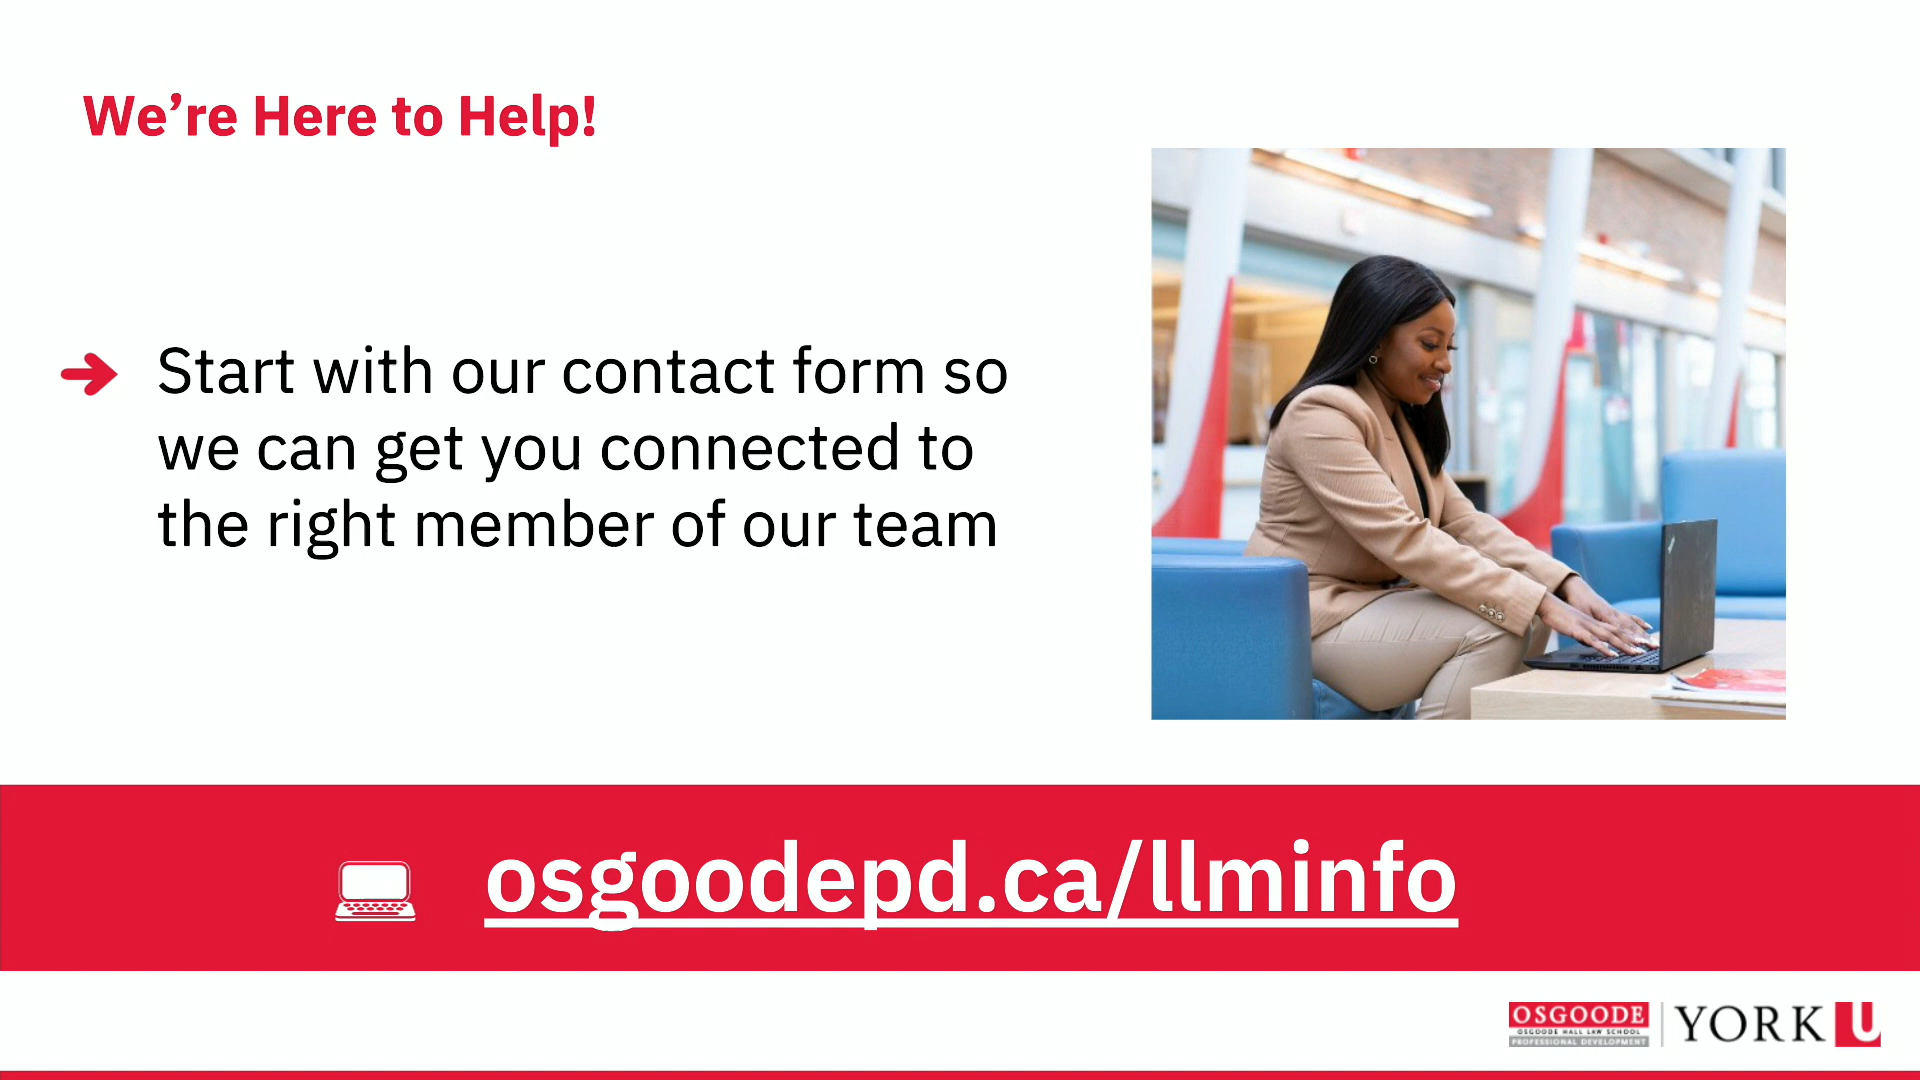 We’re Here to Help!
Start with our contact form so
we can get you connected to
the right member of our team
osgoodepd.ca/llminfo
OSGOODE
OSGOODE HALL LAW SCHOOL
PROFESSIONAL DEVELOPMENT
YORK U